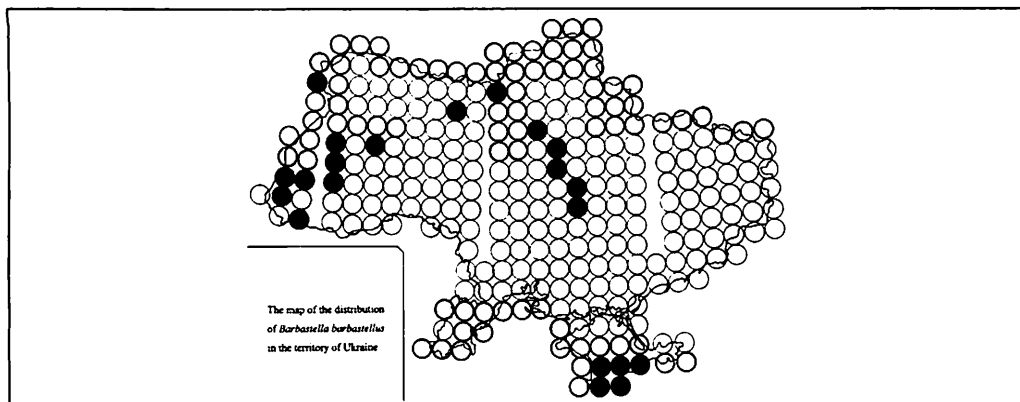 The map of the distribution
of Barbastella barbastellus
in the territory of Ukraine